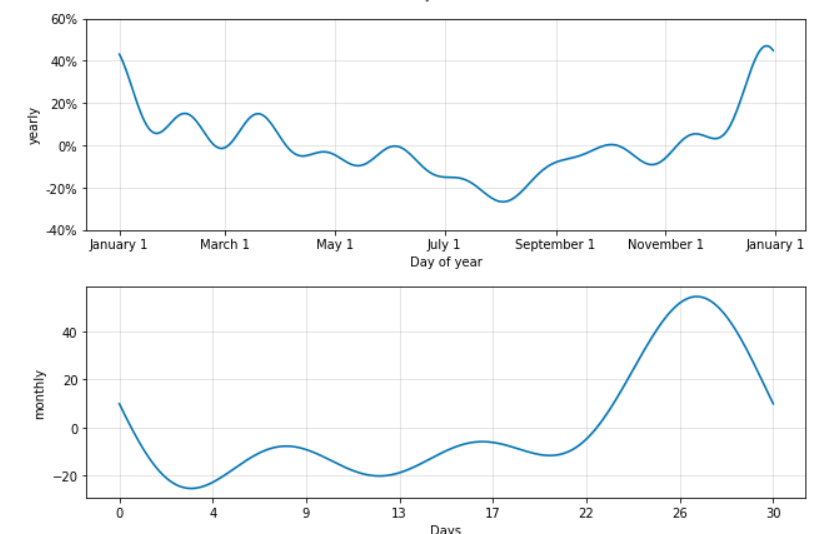 60%
40%
20%
0%
-20%
-40%
yearly
January 1 March 1 May 1 July 1 September 1 November 1 January 1
Day of year
40
20
0
−20
monthly
0 4 9 13 17 22 26 30
Days